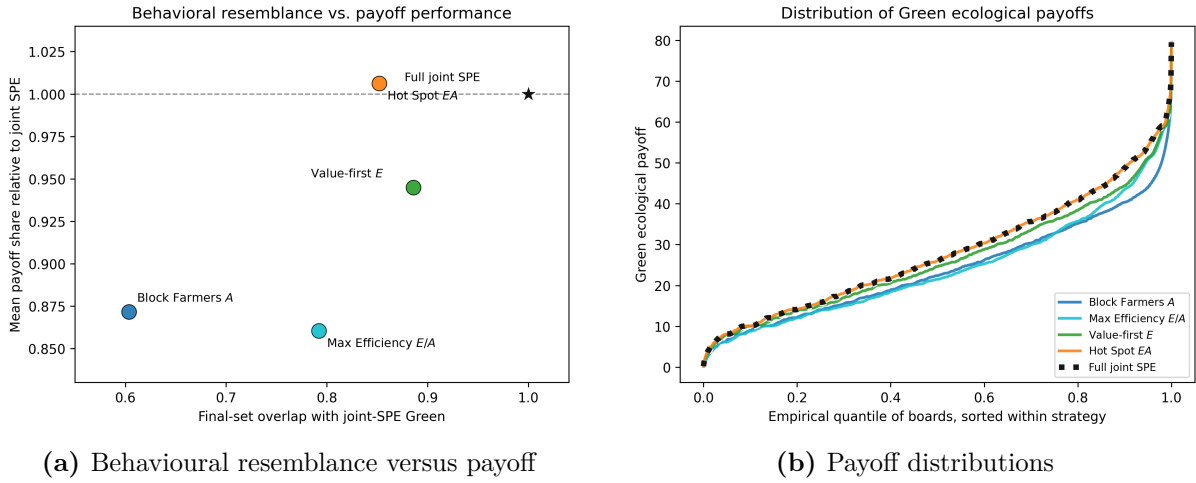 Behavioral resemblance vs. payoff performance
Mean payoff share relative to joint SPE
1.025
1.000
0.975
0.950
0.925
0.900
0.875
0.850
Full joint SPE
Hot Spot EA
Value-first E
Block Farmers A
Max Efficiency E/A
0.6 0.7 0.8 0.9 1.0
Final-set overlap with joint-SPE Green
(a) Behavioural resemblance versus payoff
Distribution of Green ecological payoffs
Green ecological payoff
80
70
60
50
40
30
20
10
0
Block Farmers A
Max Efficiency E/A
Value-first E
Hot Spot EA
Full joint SPE
0.0 0.2 0.4 0.6 0.8 1.0
Empirical quantile of boards, sorted within strategy
(b) Payoff distributions